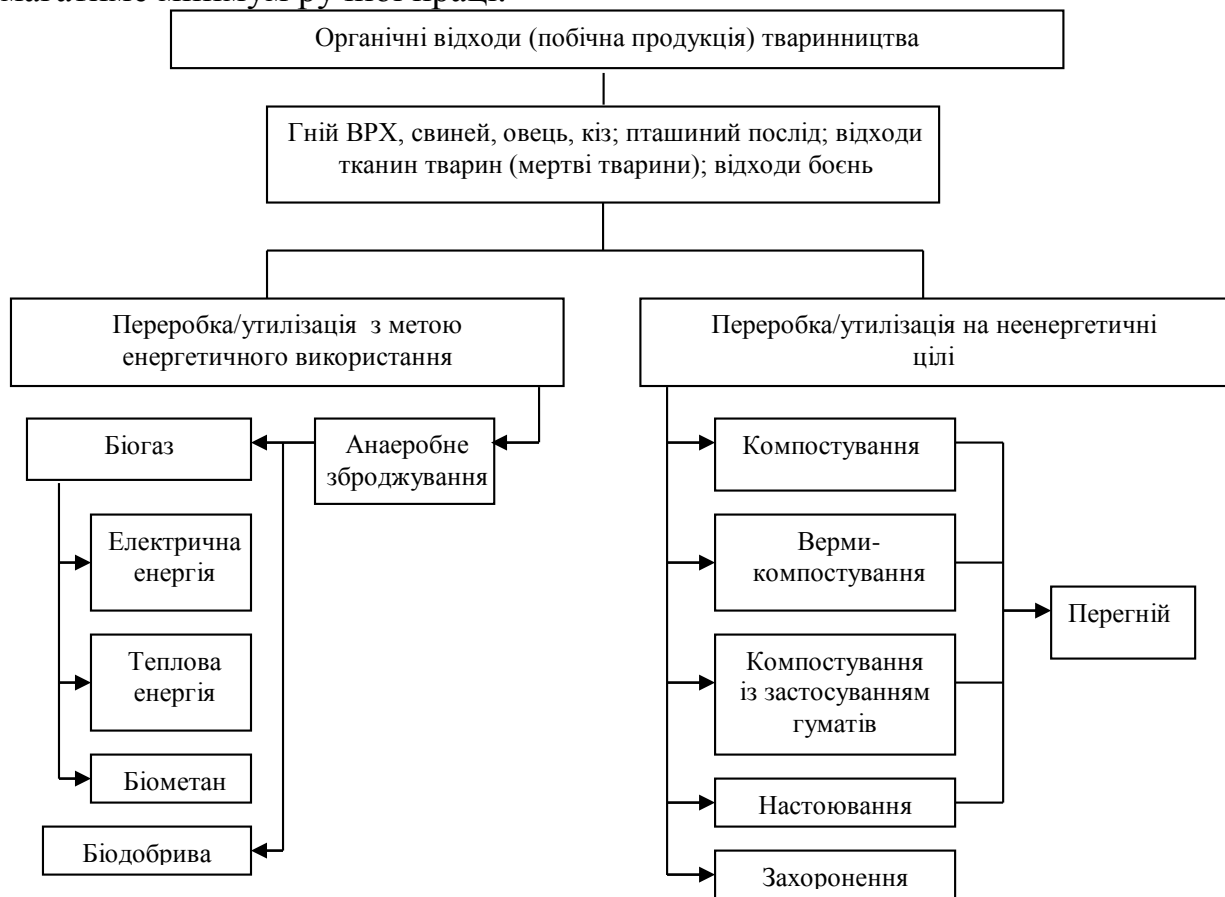 Органічні відходи (побічна продукція) тваринництва
Гній ВРХ, свиней, овець, кіз; пташиний послід; відходи
тканин тварин (мертві тварини); відходи боєнь
Переробка/утилізація з метою
енергетичного використання
Переробка/утилізація на неенергетичні
цілі
Біогаз
Анаеробне
зброджування
Електрична
енергія
Теплова
енергія
Біометан
Біодобрива
Компостування
Верми-
компостування
Компостування
із застосуванням
гуматів
Настоювання
Захоронення
Перегній